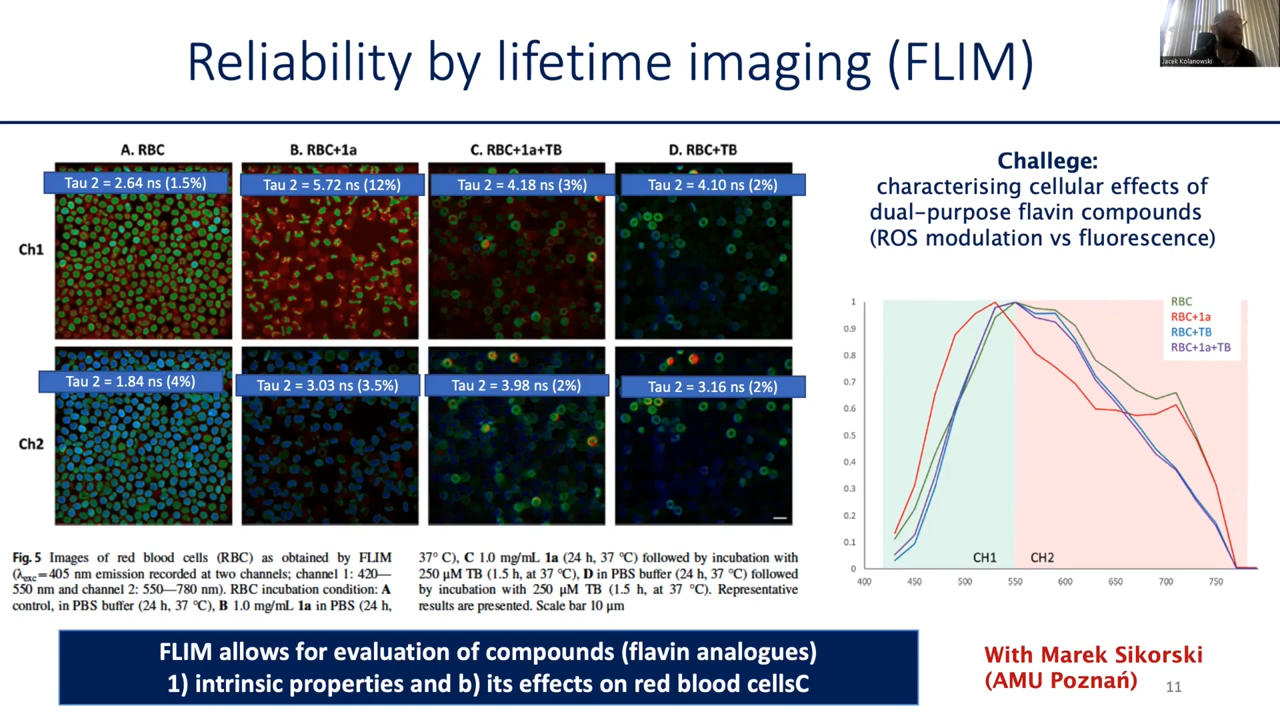 Reliability by lifetime imaging (FLIM)
Jacek Kolanowski
A. RBC
B. RBC+1a
C. RBC+1a+TB
D. RBC+TB
Ch1
Tau 2 = 2.64 ns (1.5%)
Tau 2 = 5.72 ns (12%)
Tau 2 = 4.18 ns (3%)
Tau 2 = 4.10 ns (2%)
Ch2
Tau 2 = 1.84 ns (4%)
Tau 2 = 3.03 ns (3.5%)
Tau 2 = 3.98 ns (2%)
Tau 2 = 3.16 ns (2%)
Fig. 5 Images of red blood cells (RBC) as obtained by FLIM
(λexc=405 nm emission recorded at two channels; channel 1: 420—
550 nm and channel 2: 550—780 nm). RBC incubation condition: A
control, in PBS buffer (24 h, 37 °C), B 1.0 mg/mL 1a in PBS (24 h,
37° C), C 1.0 mg/mL 1a (24 h, 37 °C) followed by incubation with
250 µM TB (1.5 h, at 37 °C), D in PBS buffer (24 h, 37 °C) followed
by incubation with 250 µM TB (1.5 h, at 37 °C). Representative
results are presented. Scale bar 10 µm
Challege:
characterising cellular effects of
dual-purpose flavin compounds
(ROS modulation vs fluorescence)
RBC
RBC+1a
RBC+TB
RBC+1a+TB
1
0.9
0.8
0.7
0.6
0.5
0.4
0.3
0.2
0.1
0
CH1
CH2
400
450
500
550
600
650
700
750
FLIM allows for evaluation of compounds (flavin analogues)
1) intrinsic properties and b) its effects on red blood cellsC
With Marek Sikorski
(AMU Poznań)
11